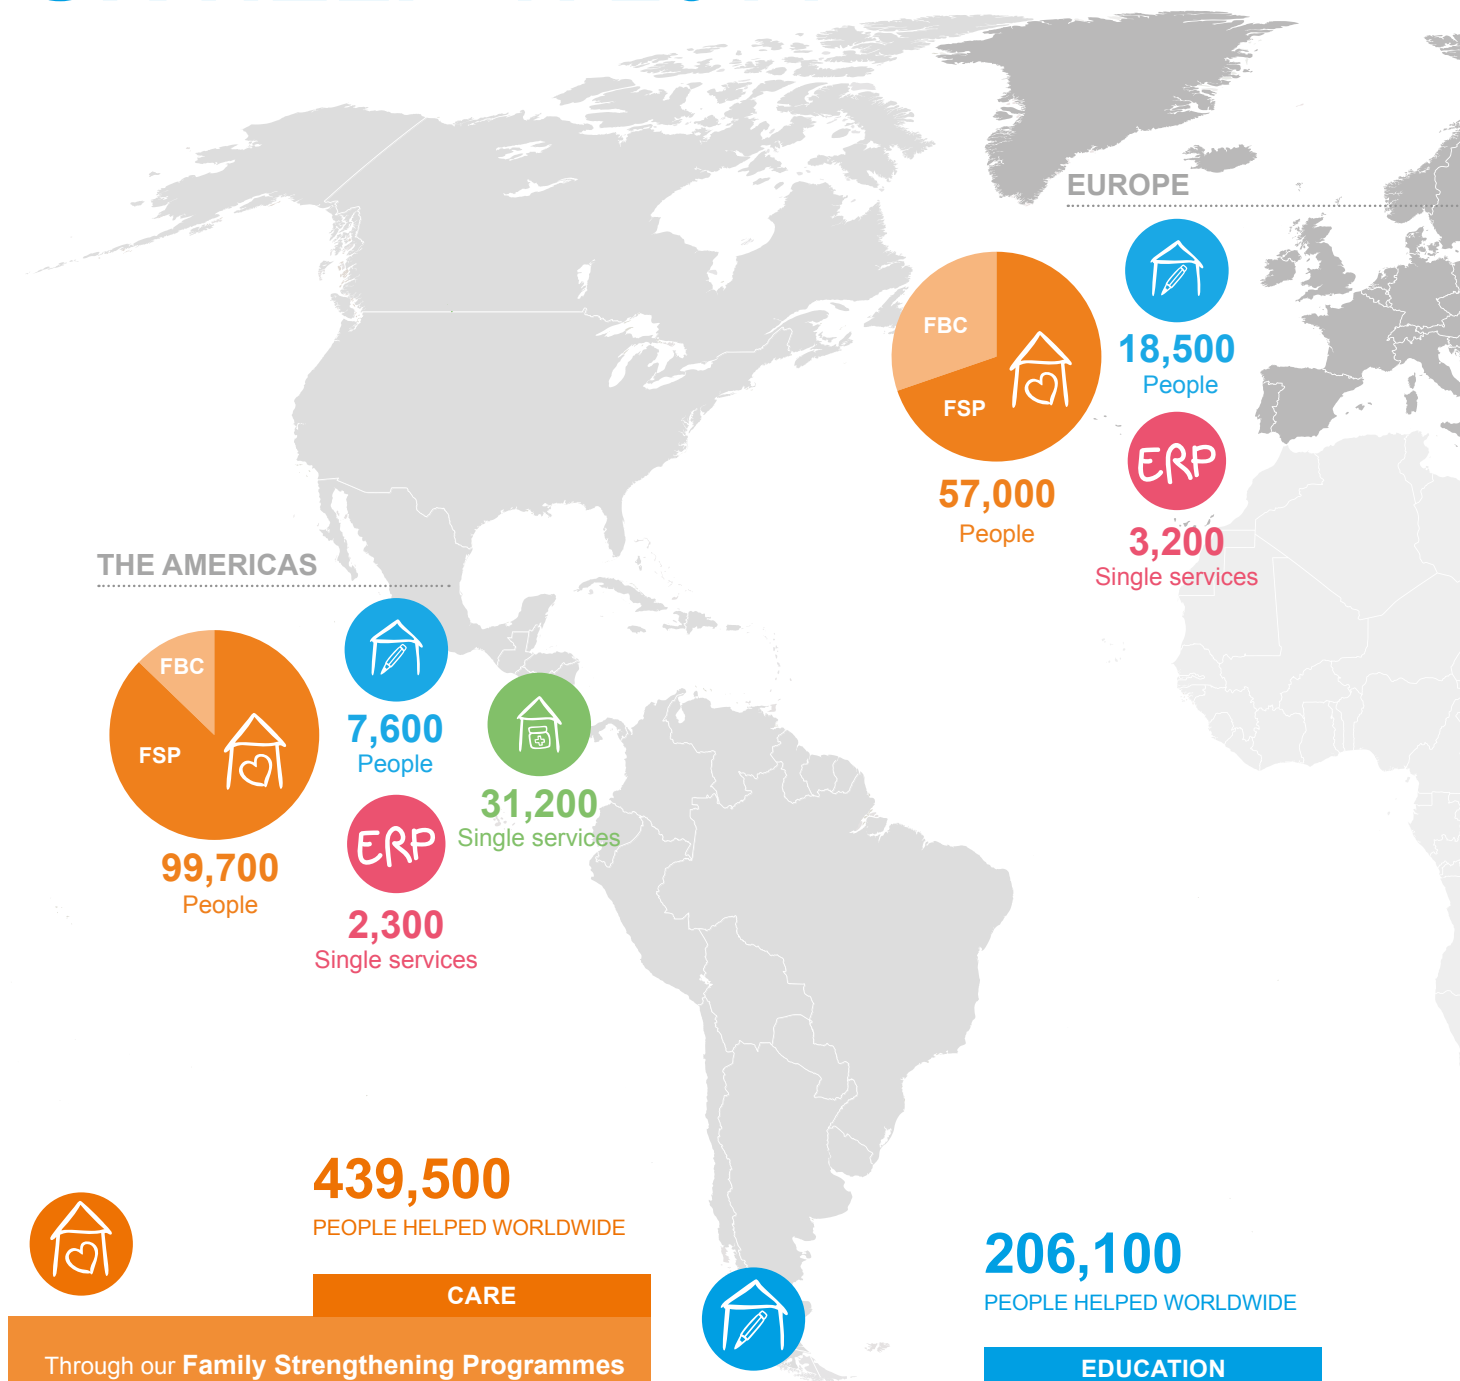 EUROPE
FBC
FSP
57,000
People
18,500
People
ERP
3,200
Single services
THE AMERICAS
FBC
FSP
99,700
People
7,600
People
ERP
2,300
Single services
31,200
Single services
439,500
PEOPLE HELPED WORLDWIDE
CARE
Through our Family Strengthening Programmes
206,100
PEOPLE HELPED WORLDWIDE
EDUCATION